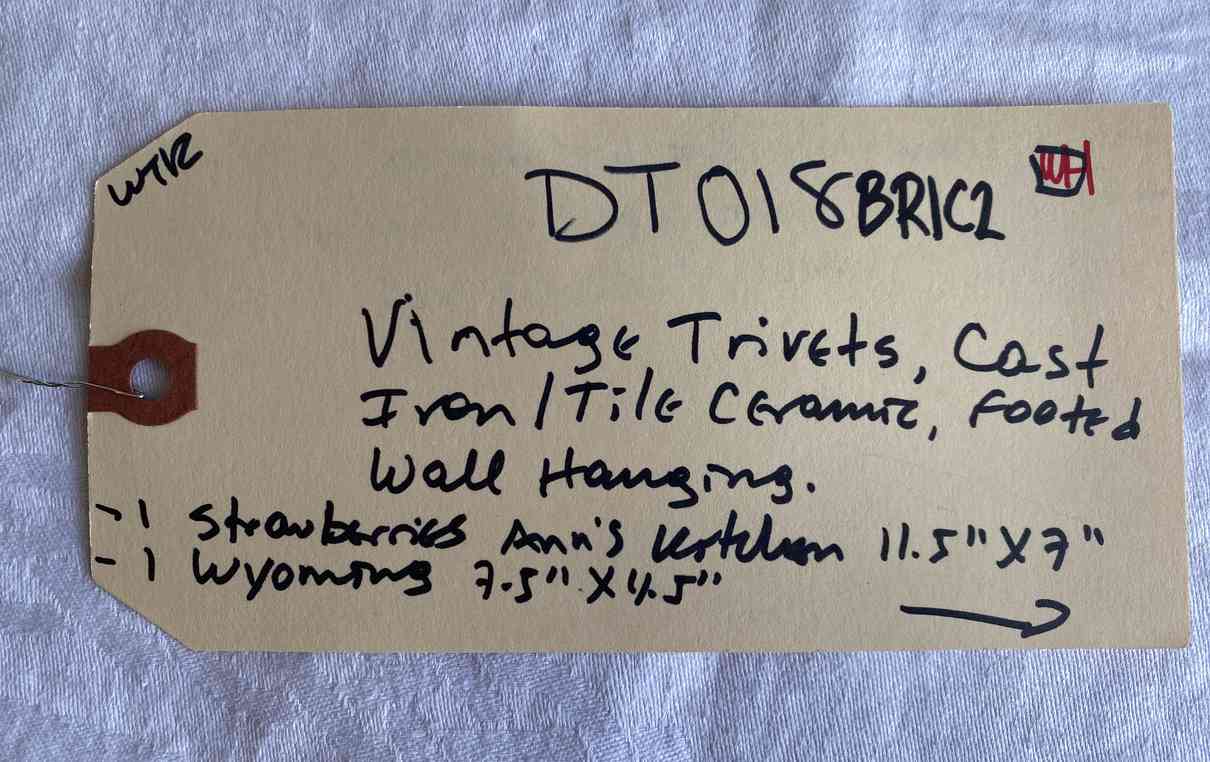 WTR
DT018BR1C2
Vintage Trivets, Cast
Iron/Tile Ceramic, Footed
Wall Hanging.
- 1 Strawberries Ann's Kitchen 11.5" X 7"
- 1 Wyoming 7.5" X 4.5"